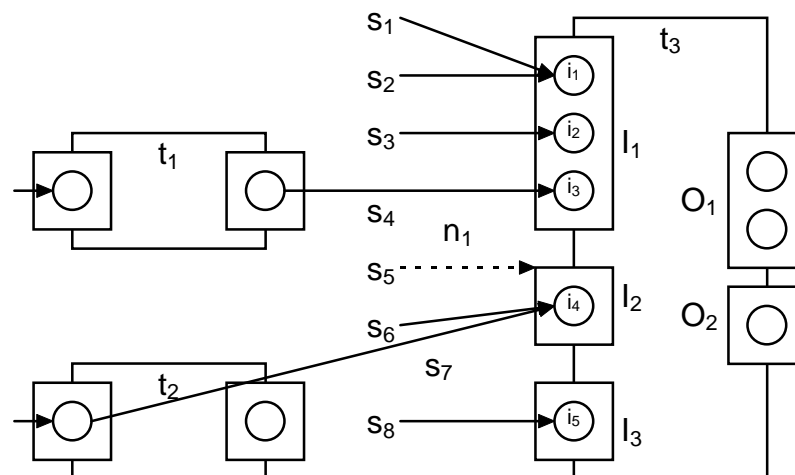 s₁
t₃
i₁
s₂
i₂
s₃
I₁
t₁
i₃
O₁
s₄
n₁
s₅
i₄
I₂
O₂
s₆
s₇
t₂
s₈
i₅
I₃